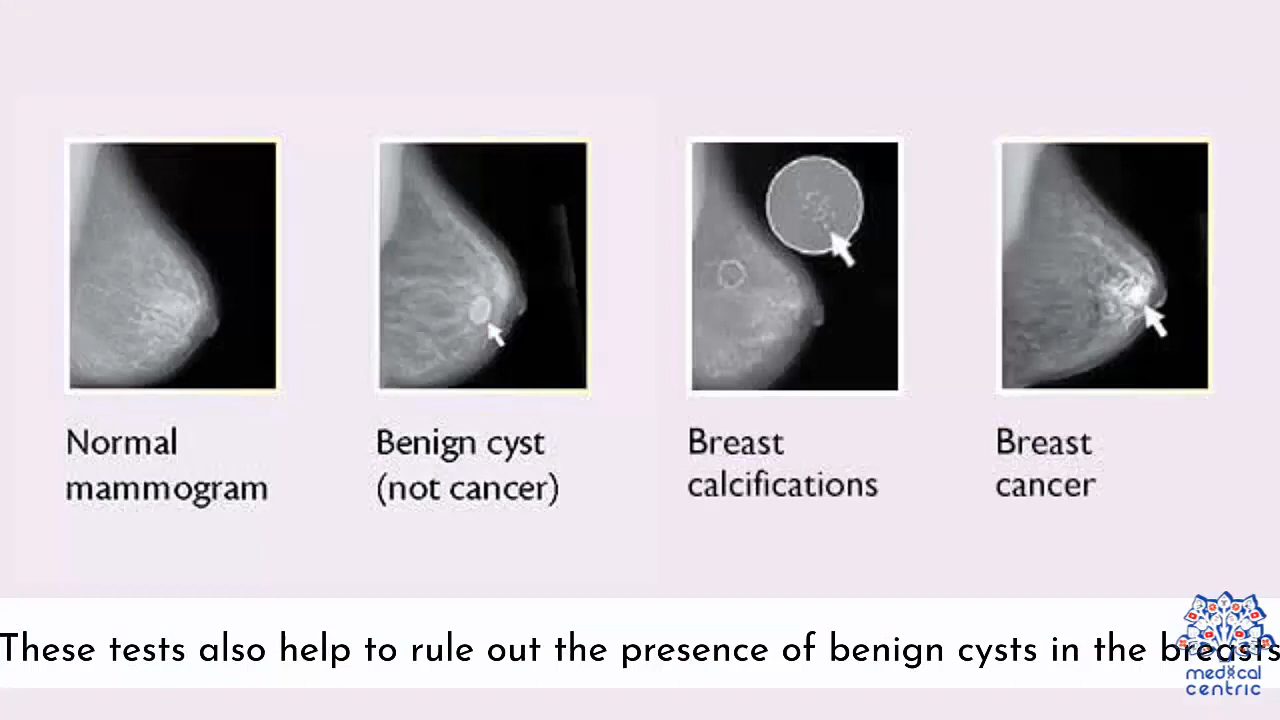 Normal
mammogram
Benign cyst
(not cancer)
Breast
calcifications
Breast
cancer
These tests also help to rule out the presence of benign cysts in the breasts
medical
centric